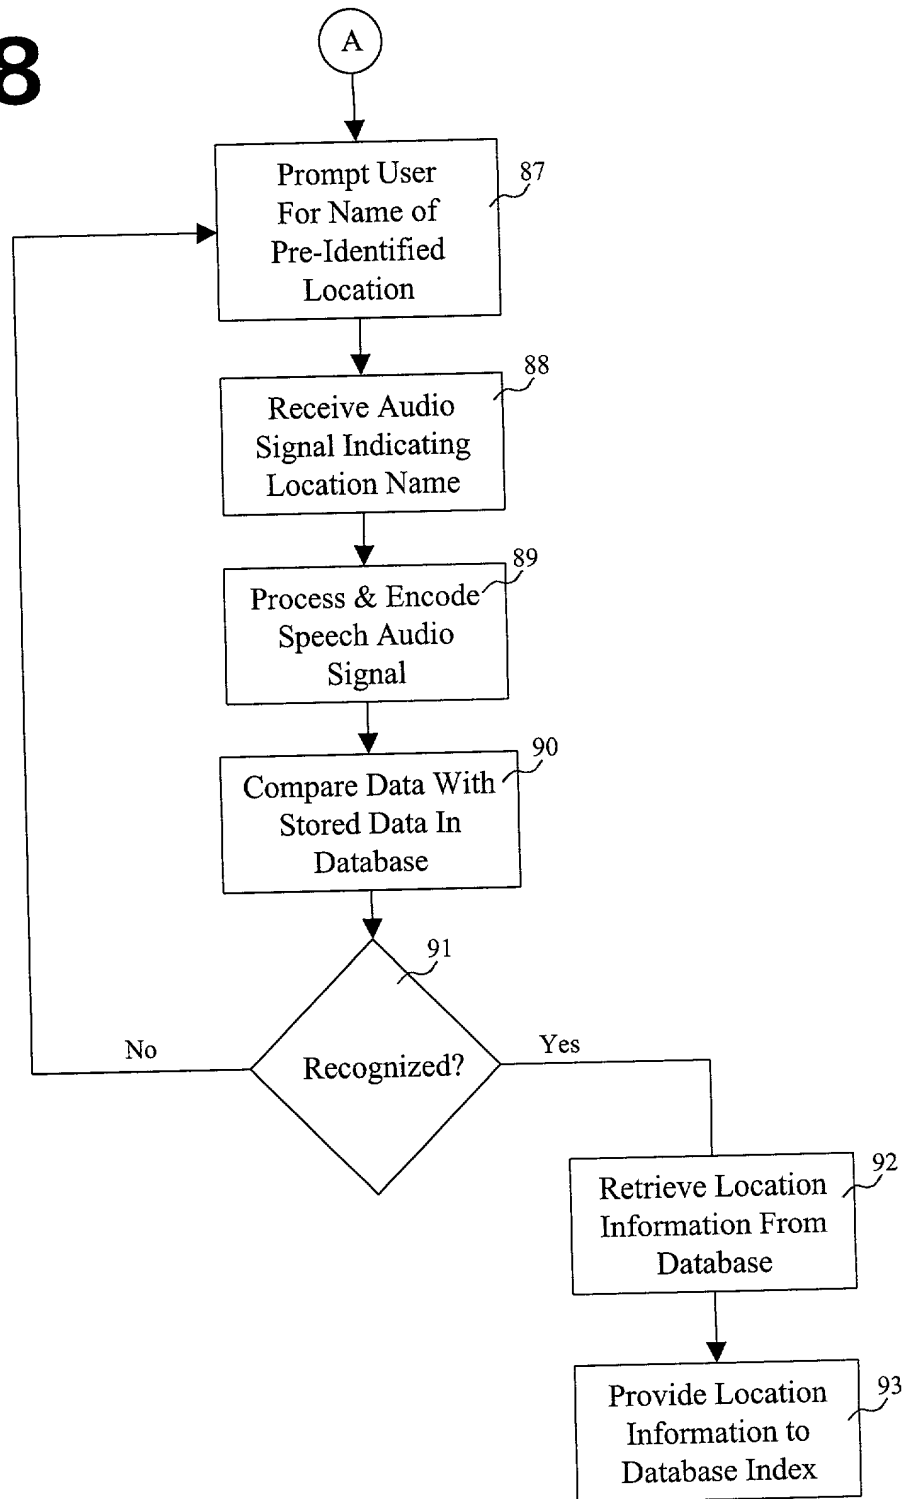 8
A
Prompt User
For Name of
Pre-Identified
Location
87
Receive Audio
Signal Indicating
Location Name
88
Process & Encode
Speech Audio
Signal
89
Compare Data With
Stored Data In
Database
90
91
Recognized?
No
Yes
Retrieve Location
Information From
Database
92
Provide Location
Information to
Database Index
93